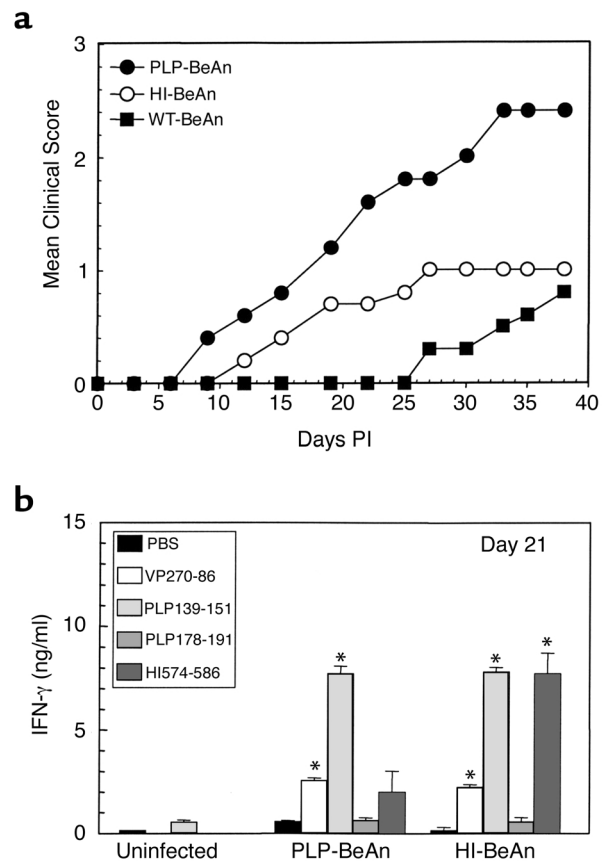 a
3
PLP-BeAn
HI-BeAn
WT-BeAn
2
Mean Clinical Score
1
0
0 5 10 15 20 25 30 35 40
Days PI
b
15
PBS
Day 21
VP270-86
PLP139-151
10
PLP178-191
HI574-586
IFN-γ (ng/ml)
* * * * *
5
0
Uninfected PLP-BeAn HI-BeAn